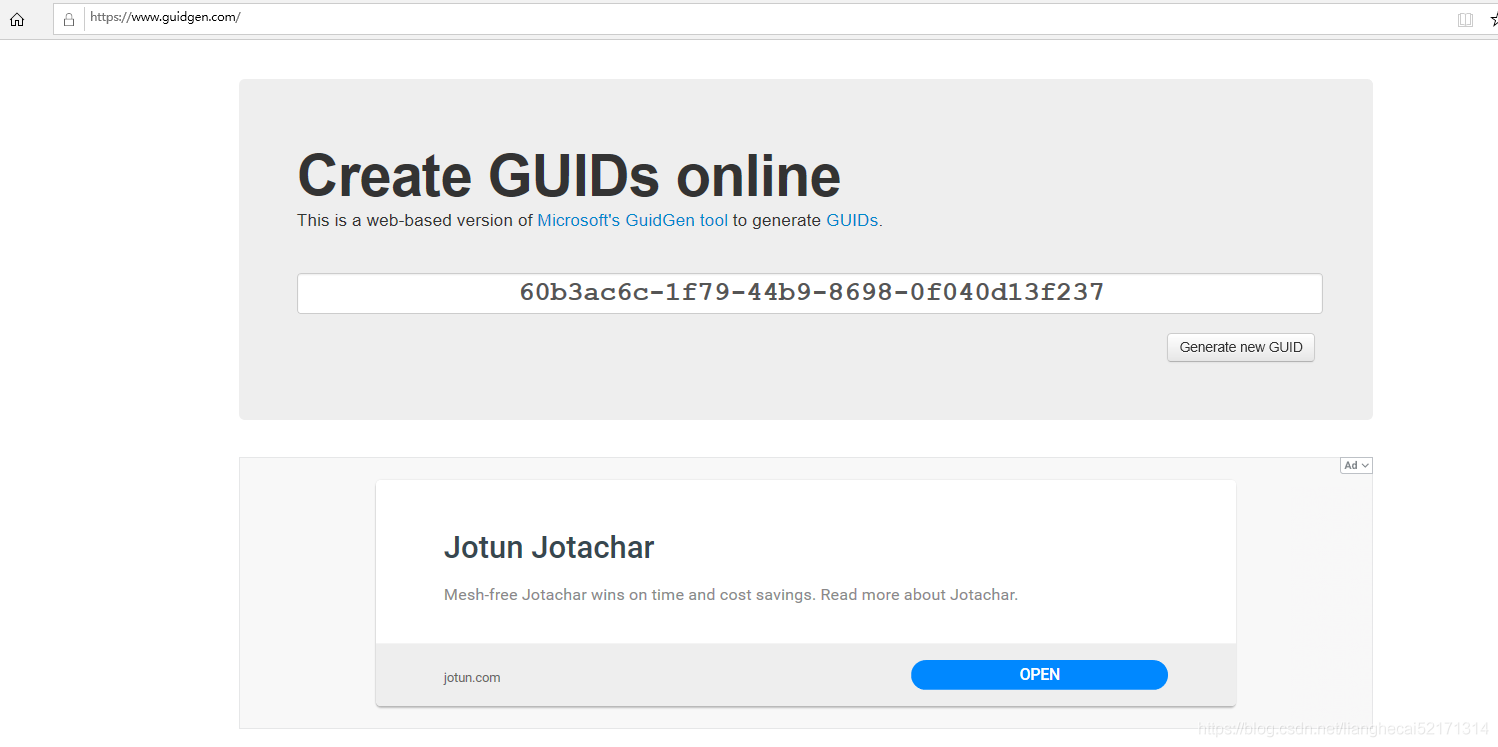 https://www.guidgen.com/
Create GUIDs online
This is a web-based version of Microsoft's GuidGen tool to generate GUIDs.
60b3ac6c-1f79-44b9-8698-0f040d13f237
Generate new GUID
Ad
Jotun Jotachar
Mesh-free Jotachar wins on time and cost savings. Read more about Jotachar.
jotun.com
OPEN
https://blog.csdn.net/lianghecai52171314